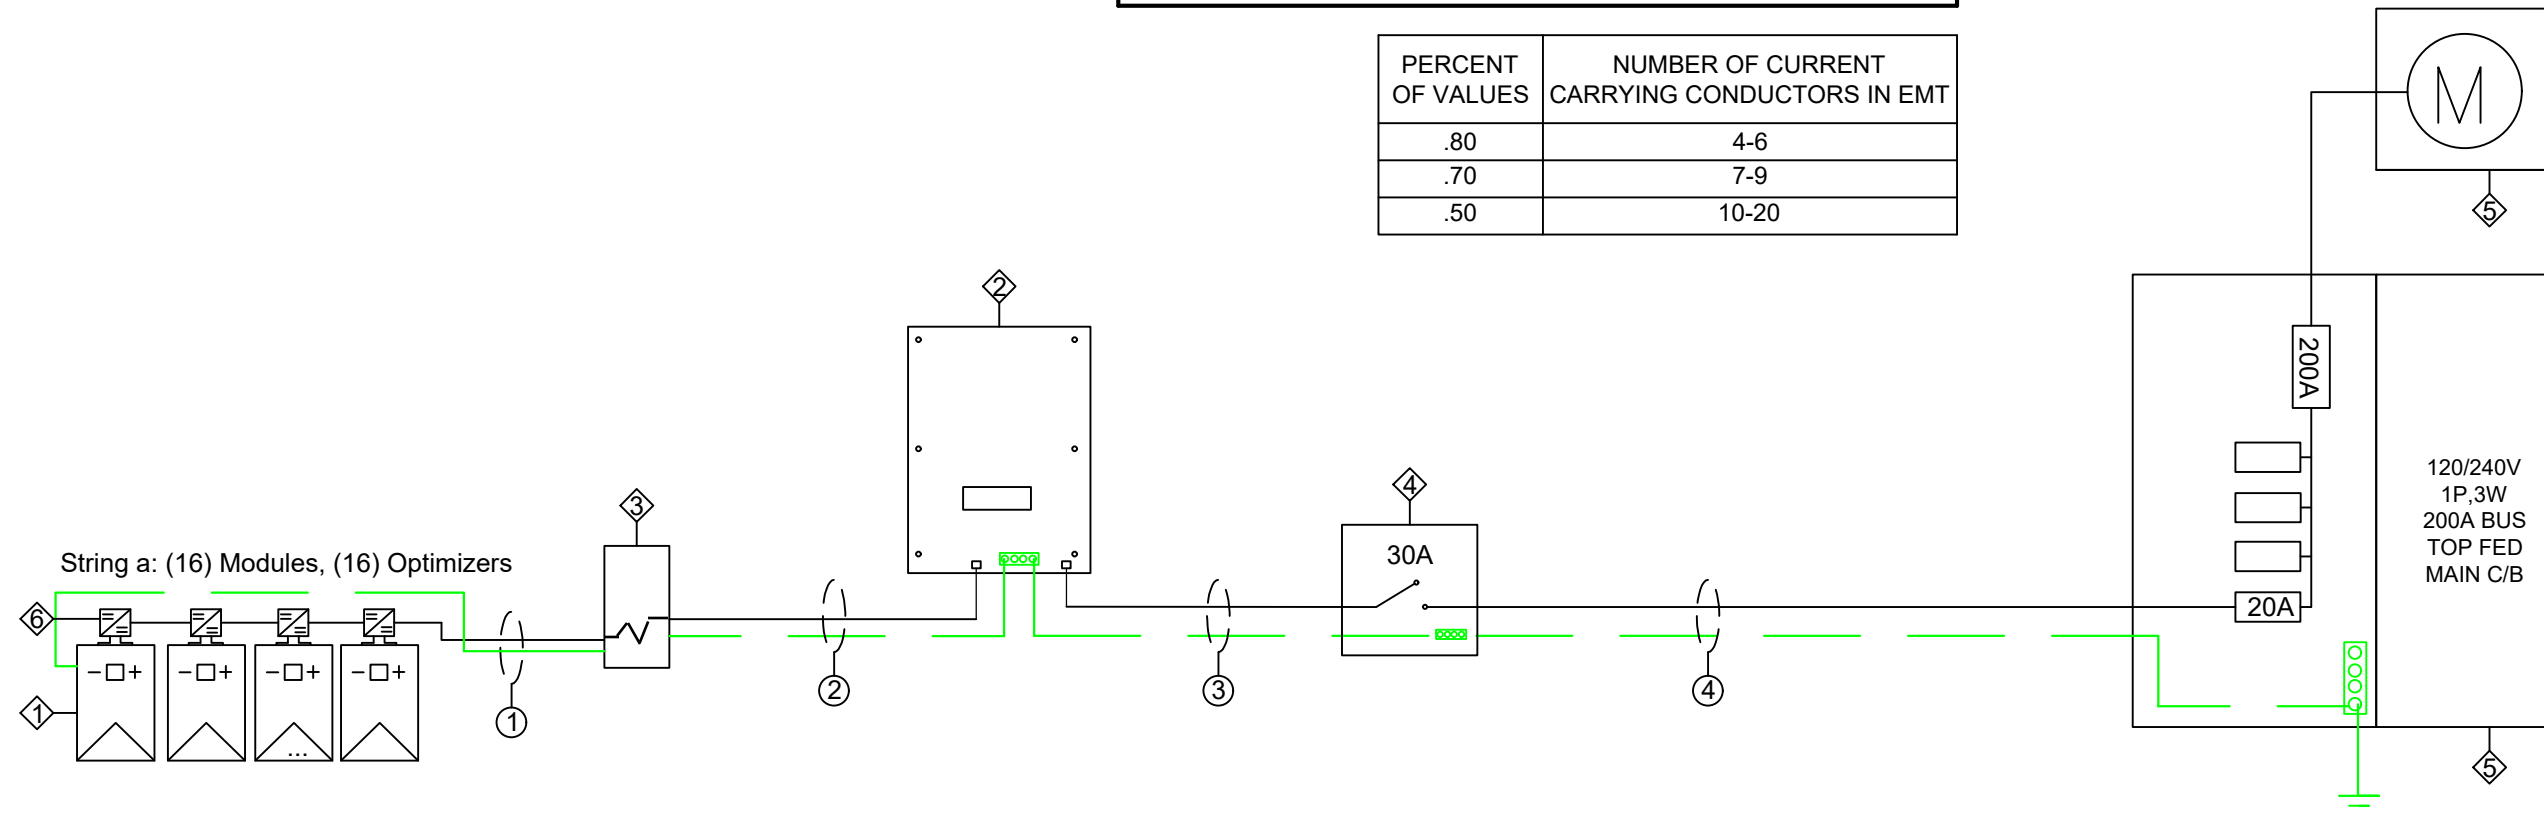 PERCENT
OF VALUES
NUMBER OF CURRENT
CARRYING CONDUCTORS IN EMT
.80
4-6
.70
7-9
.50
10-20
M
5
2
200A
120/240V
1P,3W
200A BUS
TOP FED
MAIN C/B
4
3
30A
String a: (16) Modules, (16) Optimizers
6
20A
- +
- +
- +
- +
1
1
2
3
4
...
5